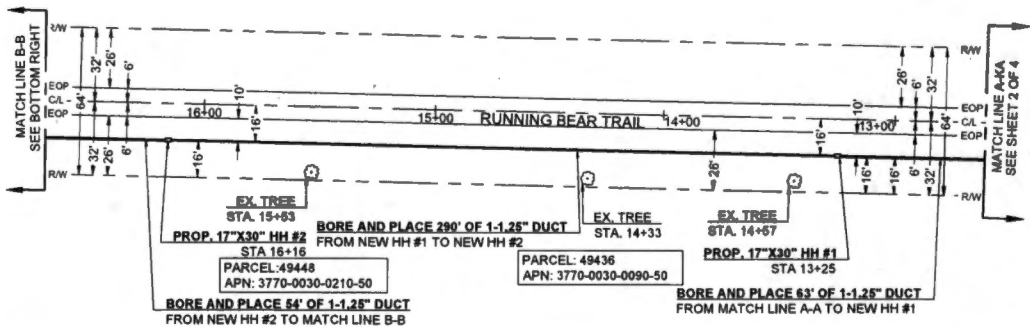 MATCH LINE B-B
SEE BOTTOM RIGHT
R/W
EOP
C/L
EOP
R/W
64'
32'
26'
6'
32'
26'
6'
10'
16'
16'
16+00
15+00
RUNNING BEAR TRAIL
14+00
13+00
26'
16'
10'
26'
6'
32'
64'
16'
16'
6'
32'
R/W
EOP
C/L
EOP
R/W
MATCH LINE A-KA
SEE SHEET 2 OF 4
EX. TREE
STA. 15+53
PROP. 17"X30" HH #2
STA 16+16
PARCEL:49448
APN: 3770-0030-0210-50
BORE AND PLACE 54' OF 1-1.25" DUCT
FROM NEW HH #2 TO MATCH LINE B-B
BORE AND PLACE 290' OF 1-1.25" DUCT
FROM NEW HH #1 TO NEW HH #2
EX. TREE
STA. 14+33
PARCEL: 49436
APN: 3770-0030-0090-50
EX. TREE
STA. 14+57
PROP. 17"X30" HH #1
STA 13+25
BORE AND PLACE 63' OF 1-1.25" DUCT
FROM MATCH LINE A-A TO NEW HH #1